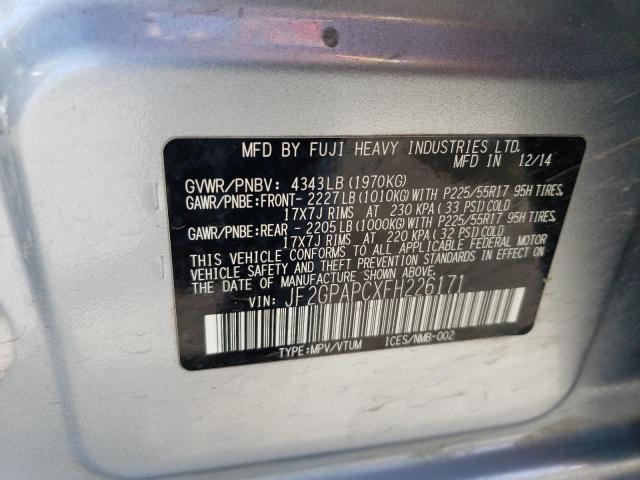 MFD BY FUJI HEAVY INDUSTRIES LTD.
MFD IN 12/14
GVWR/PNBV: 4343LB(1970KG)
GAWR/PNBE:FRONT- 2227LB(1010KG)WITH P225/55R17 95H TIRES,
17X7J RIMS AT 230 KPA(33 PSI)COLD
GAWR/PNBE:REAR - 2205LB(1000KG)WITH P225/55R17 95H TIRES,
17X7J RIMS AT 220 KPA(32 PSI)COLD
THIS VEHICLE CONFORMS TO ALL APPLICABLE FEDERAL MOTOR
VEHICLE SAFETY AND THEFT PREVENTION STANDARDS IN EFFECT ON
THE DATE OF MANUFACTURE SHOWN ABOVE.
VIN: JF2GPAPCXFH226171
TYPE:MPV/VTUM ICES/NMB-002